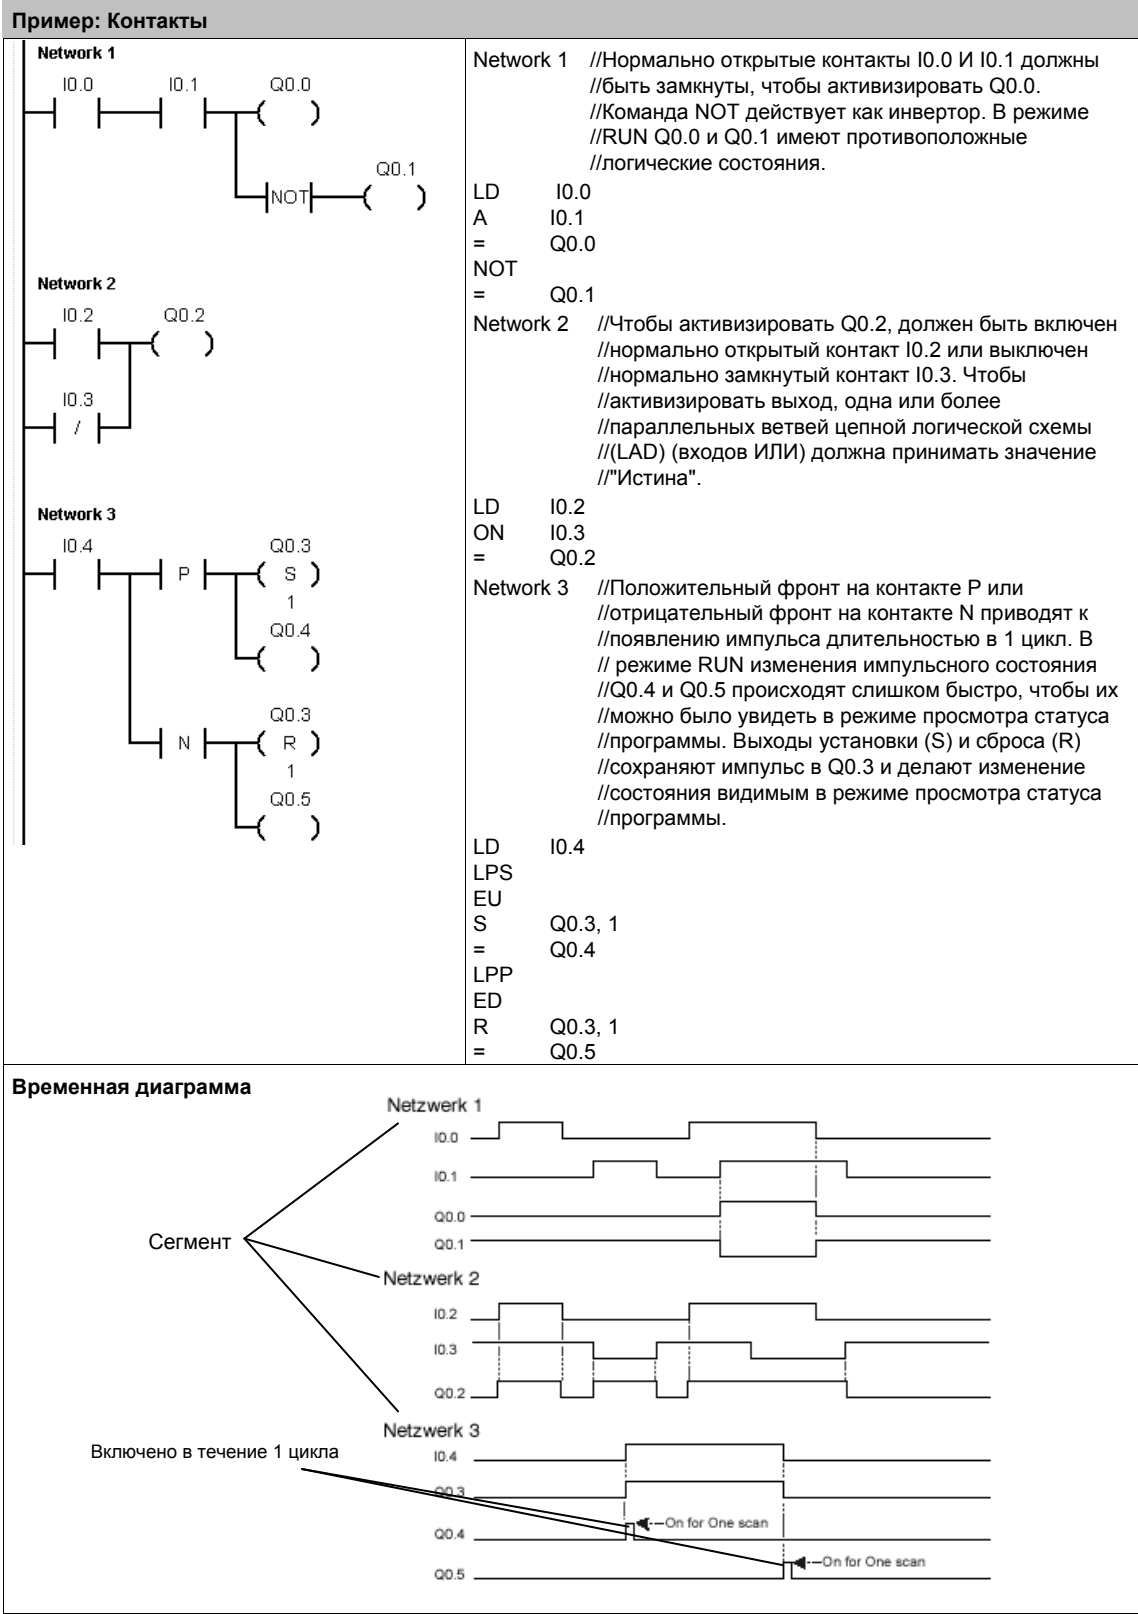 Пример: Контакты
Network 1
I0.0 I0.1 Q0.0
NOT
Q0.1
Network 2
I0.2 Q0.2
I0.3
/
Network 3
I0.4 Q0.3
P S
1
Q0.4
Q0.3
N R
1
Q0.5
Network 1 //Нормально открытые контакты I0.0 И I0.1 должны
//быть замкнуты, чтобы активизировать Q0.0.
//Команда NOT действует как инвертор. В режиме
//RUN Q0.0 и Q0.1 имеют противоположные
//логические состояния.
LD I0.0
A I0.1
= Q0.0
NOT
= Q0.1
Network 2 //Чтобы активизировать Q0.2, должен быть включен
//нормально открытый контакт I0.2 или выключен
//нормально замкнутый контакт I0.3. Чтобы
//активизировать выход, одна или более
//параллельных ветвей цепной логической схемы
//(LAD) (входов ИЛИ) должна принимать значение
//"Истина".
LD I0.2
ON I0.3
= Q0.2
Network 3 //Положительный фронт на контакте P или
//отрицательный фронт на контакте N приводят к
//появлению импульса длительностью в 1 цикл. В
// режиме RUN изменения импульсного состояния
//Q0.4 и Q0.5 происходят слишком быстро, чтобы их
//можно было увидеть в режиме просмотра статуса
//программы. Выходы установки (S) и сброса (R)
//сохраняют импульс в Q0.3 и делают изменение
//состояния видимым в режиме просмотра статуса
//программы.
LD I0.4
LPS
EU
S Q0.3, 1
= Q0.4
LPP
ED
R Q0.3, 1
= Q0.5
Временная диаграмма
Netzwerk 1
I0.0
I0.1
Q0.0
Q0.1
Сегмент
Netzwerk 2
I0.2
I0.3
Q0.2
Netzwerk 3
Включено в течение 1 цикла
I0.4
Q0.3
Q0.4 On for One scan
Q0.5 On for One scan